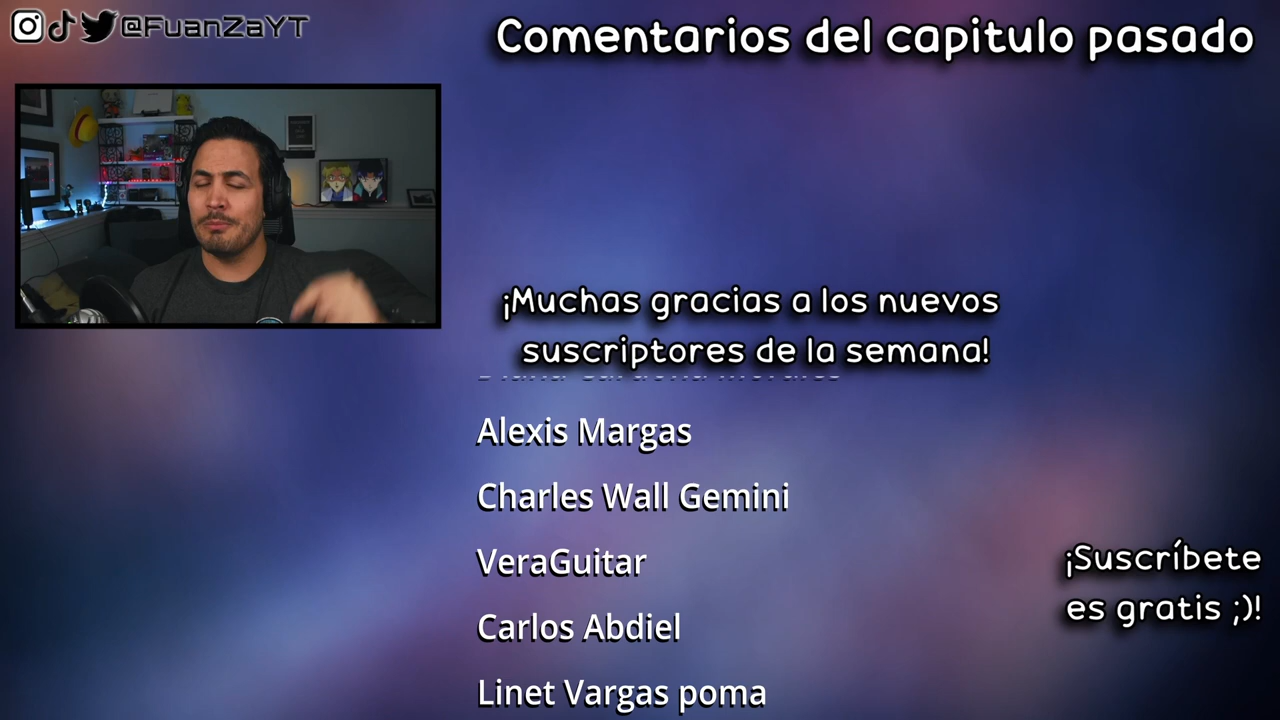 @FuanZaYT
Comentarios del capitulo pasado
¡Muchas gracias a los nuevos
suscriptores de la semana!
Alexis Margas
Charles Wall Gemini
VeraGuitar
Carlos Abdiel
Linet Vargas poma
¡Suscríbete
es gratis ;)!